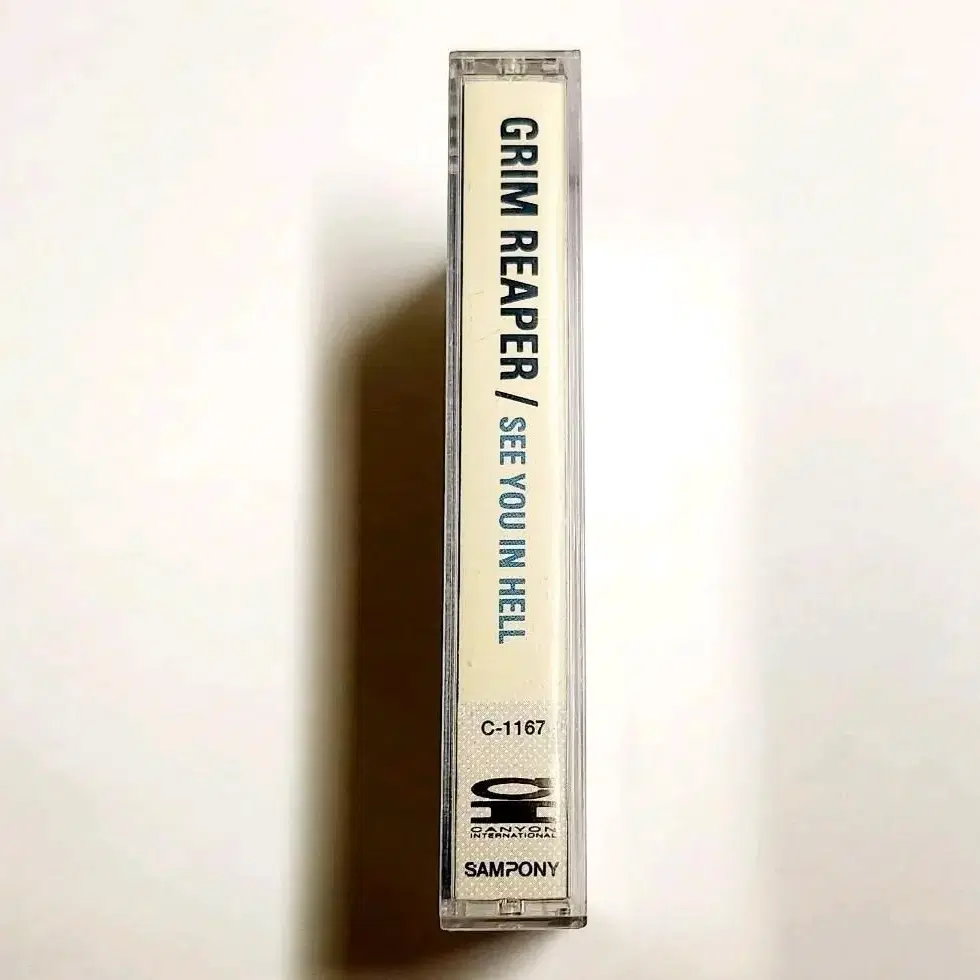 GRIM REAPER / SEE YOU IN HELL
C-1167
CANYON
INTERNATIONAL
SAMPONY